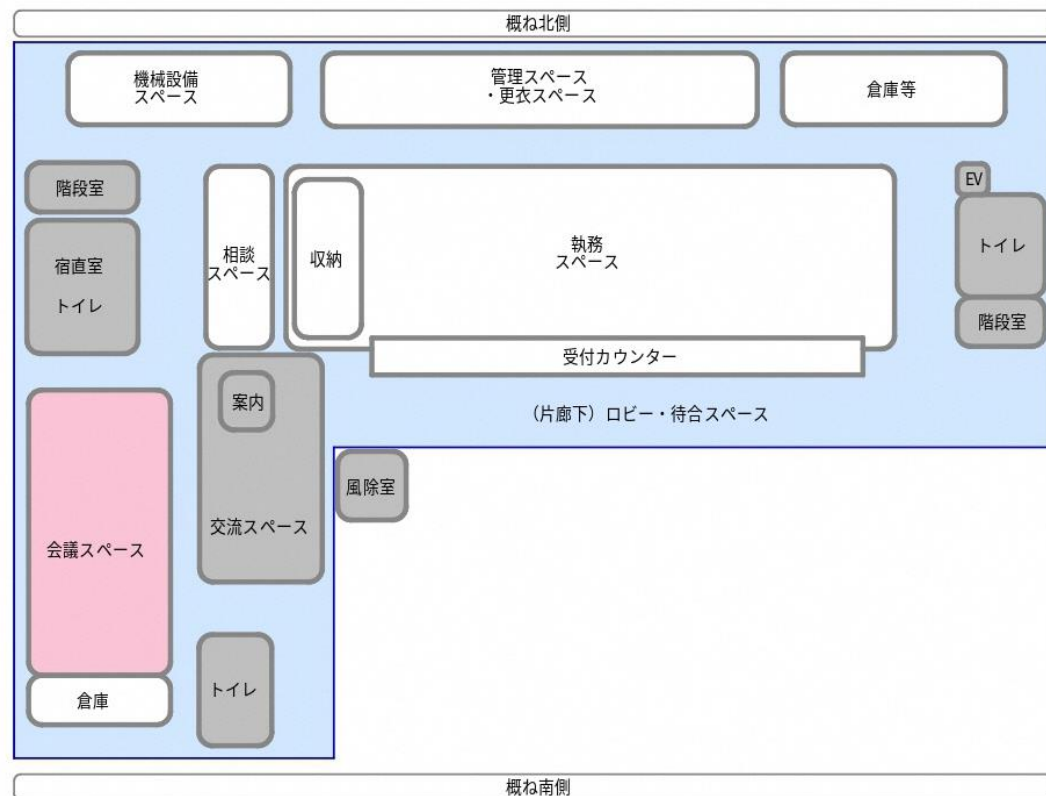 概ね北側
機械設備
スペース
管理スペース
・更衣スペース
倉庫等
階段室
宿直室
トイレ
相談
スペース
収納
執務
スペース
EV
トイレ
階段室
受付カウンター
案内
（片廊下）ロビー・待合スペース
風除室
交流スペース
会議スペース
トイレ
倉庫
概ね南側